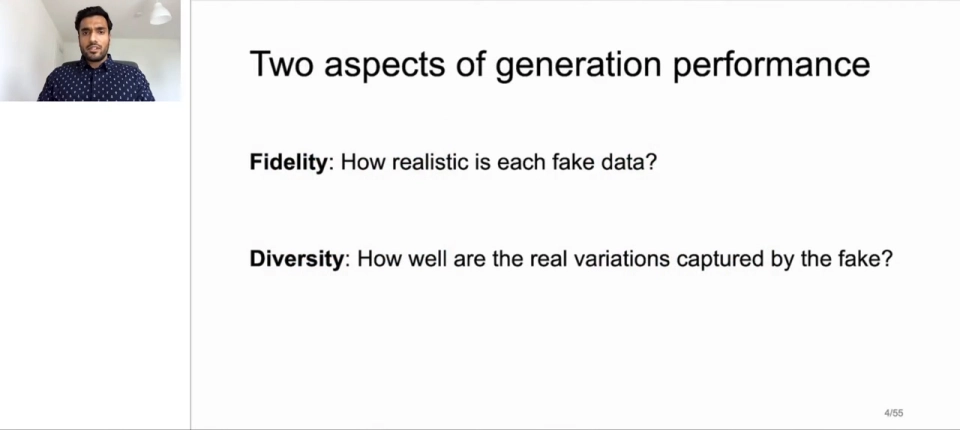 Two aspects of generation performance
Fidelity: How realistic is each fake data?
Diversity: How well are the real variations captured by the fake?
4/55